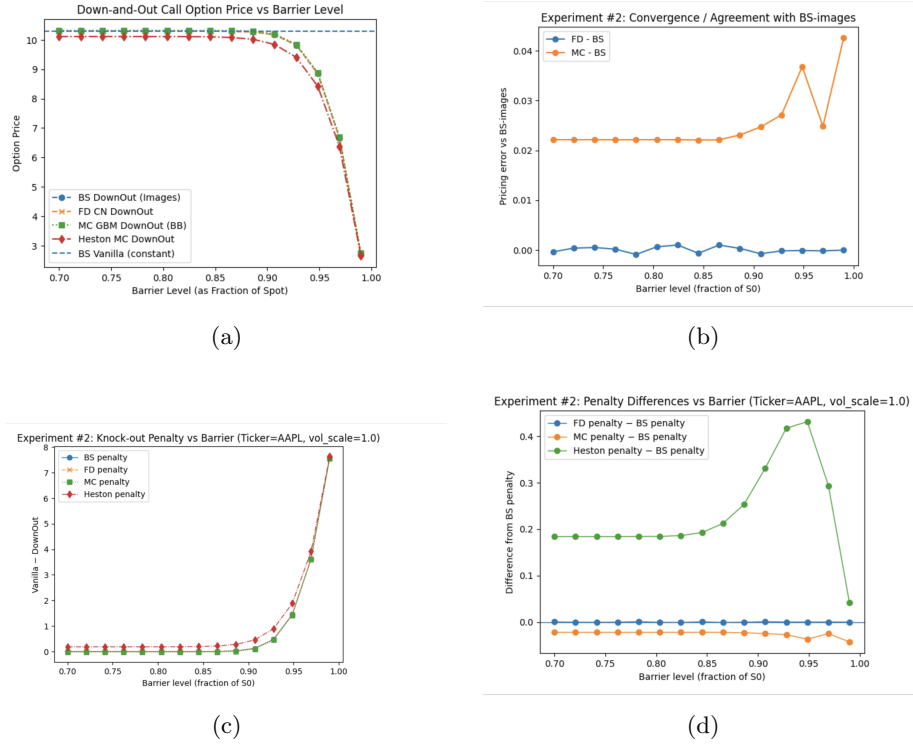 Down-and-Out Call Option Price vs Barrier Level
Option Price
10
9
8
7
6
5
4
3
BS DownOut (Images)
FD CN DownOut
MC GBM DownOut (BB)
Heston MC DownOut
BS Vanilla (constant)
0.70 0.75 0.80 0.85 0.90 0.95 1.00
Barrier Level (as Fraction of Spot)
(a)
Experiment #2: Convergence / Agreement with BS-images
FD - BS
MC - BS
Pricing error vs BS-images
0.04
0.03
0.02
0.01
0.00
0.70 0.75 0.80 0.85 0.90 0.95 1.00
Barrier level (fraction of S0)
(b)
Experiment #2: Knock-out Penalty vs Barrier (Ticker=AAPL, vol_scale=1.0)
BS penalty
FD penalty
MC penalty
Heston penalty
Vanilla − DownOut
8
7
6
5
4
3
2
1
0
0.70 0.75 0.80 0.85 0.90 0.95 1.00
Barrier level (fraction of S0)
(c)
Experiment #2: Penalty Differences vs Barrier (Ticker=AAPL, vol_scale=1.0)
FD penalty − BS penalty
MC penalty − BS penalty
Heston penalty − BS penalty
Difference from BS penalty
0.4
0.3
0.2
0.1
0.0
0.70 0.75 0.80 0.85 0.90 0.95 1.00
Barrier level (fraction of S0)
(d)